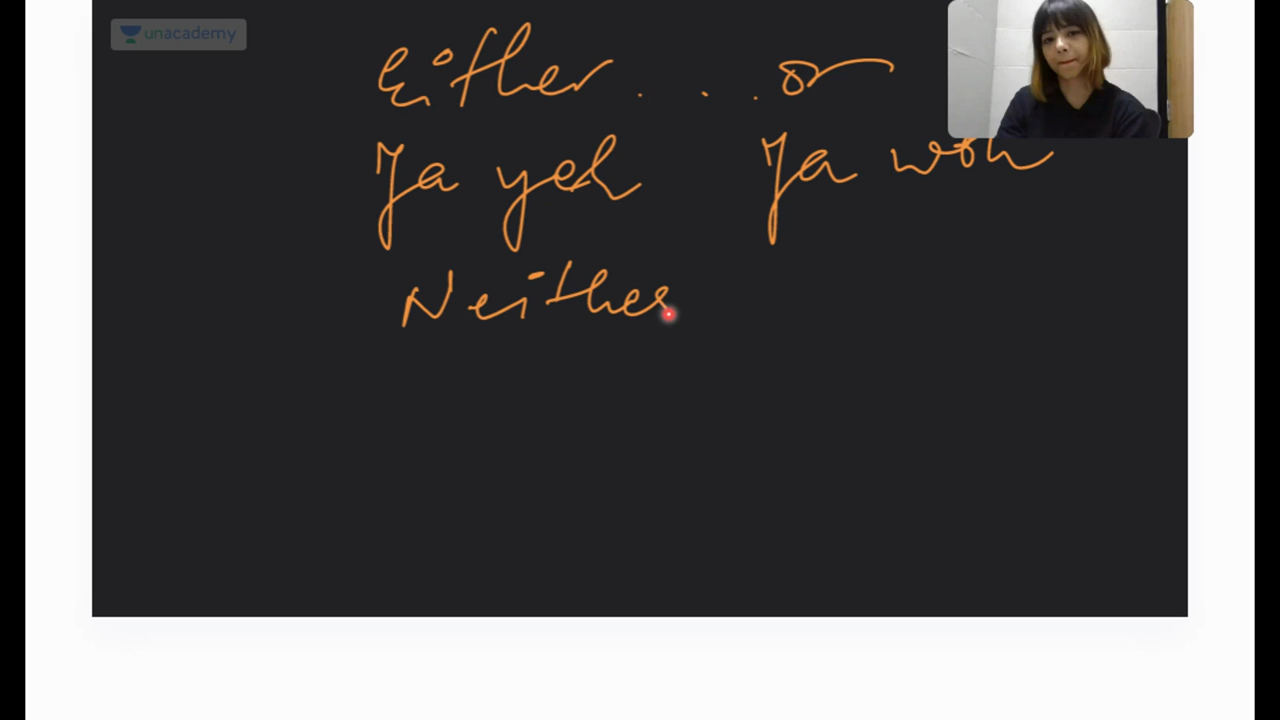 unacademy
Either . . . or
Ja yeh Ja woh
Neither